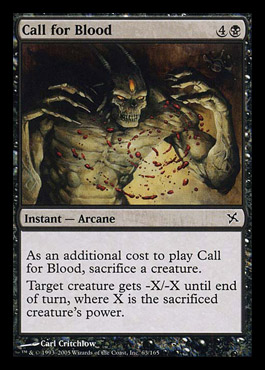 Call for Blood 4
Instant — Arcane
As an additional cost to play Call
for Blood, sacrifice a creature.
Target creature gets -X/-X until end
of turn, where X is the sacrificed
creature's power.
Carl Critchlow
™ & © 1993–2005 Wizards of the Coast, Inc. 63/165